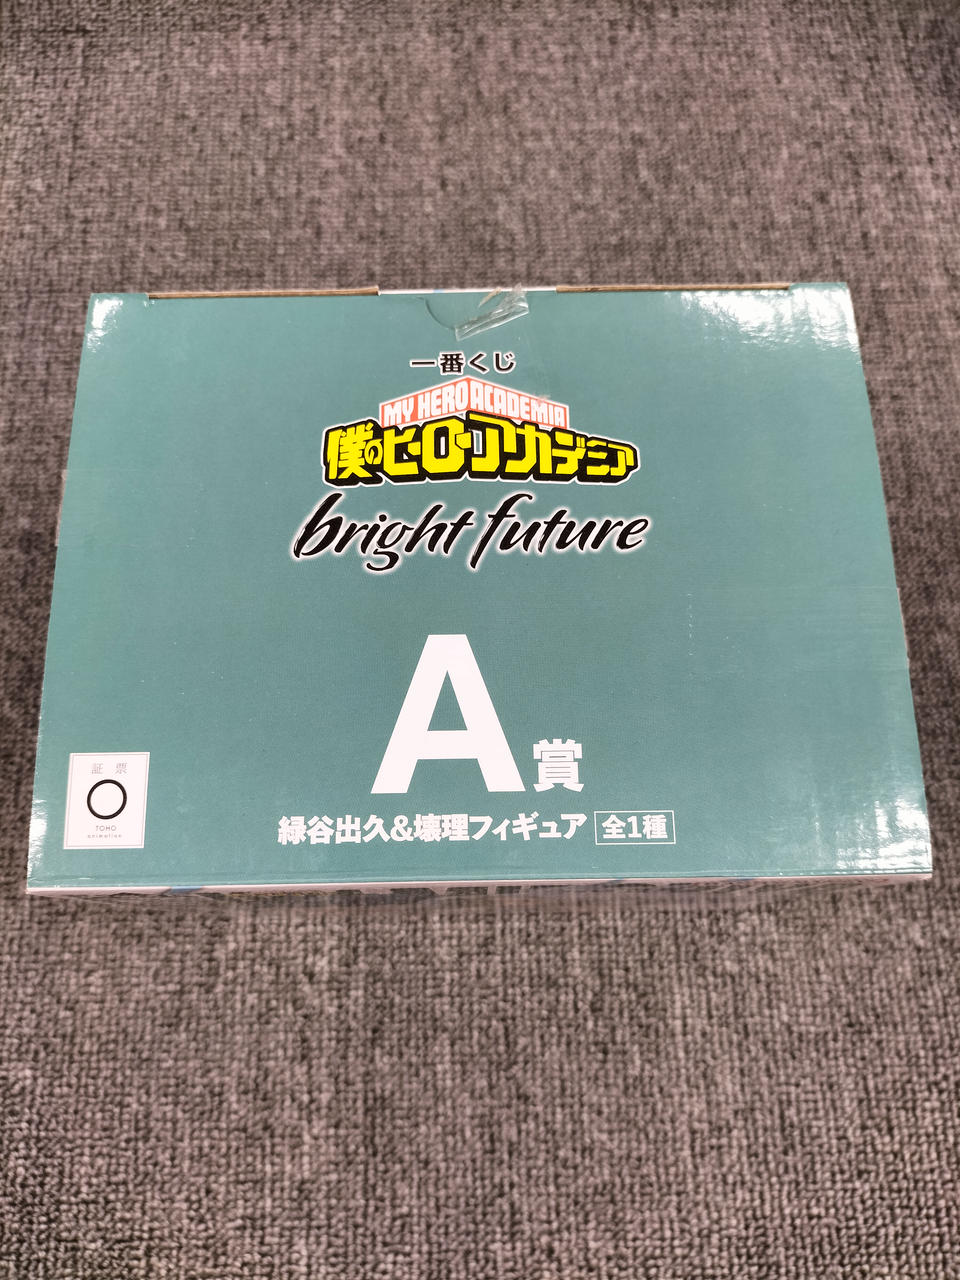 一番くじ
MY HERO ACADEMIA
僕のヒーローアカデミア
bright future
A賞
緑谷出久&壊理フィギュア 全1種
証 票
TOHO
animation